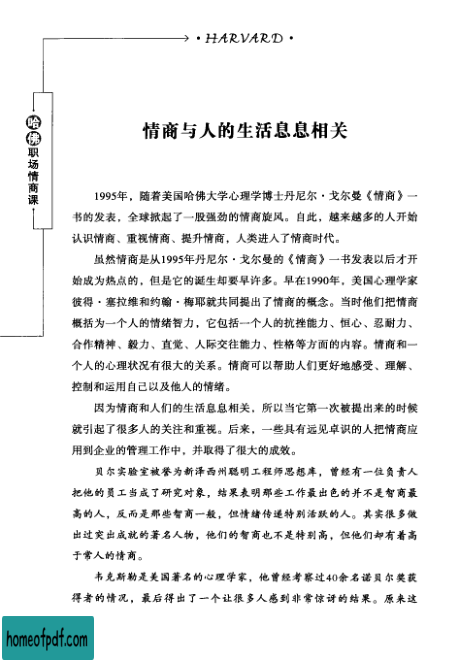 • HARVARD •
哈佛职场情商课
情商与人的生活息息相关
1995年，随着美国哈佛大学心理学博士丹尼尔·戈尔曼《情商》一
书的发表，全球掀起了一股强劲的情商旋风。自此，越来越多的人开始
认识情商、重视情商、提升情商，人类进入了情商时代。
虽然情商是从1995年丹尼尔·戈尔曼的《情商》一书发表以后才开
始成为热点的，但是它的诞生却要早许多。早在1990年，美国心理学家
彼得·塞拉维和约翰·梅耶就共同提出了情商的概念。当时他们把情商
概括为一个人的情绪智力，它包括一个人的抗挫能力、恒心、忍耐力、
合作精神、毅力、直觉、人际交往能力、性格等方面的内容。情商和一
个人的心理状况有很大的关系。情商可以帮助人们更好地感受、理解、
控制和运用自己以及他人的情绪。
因为情商和人们的生活息息相关，所以当它第一次被提出来的时候
就引起了很多人的关注和重视。后来，一些具有远见卓识的人把情商应
用到企业的管理工作中，并取得了很大的成效。
贝尔实验室被誉为新泽西州聪明工程师思想库，曾经有一位负责人
把他的员工当成了研究对象，结果表明那些工作最出色的并不是智商最
高的人，反而是那些智商一般，但情绪传递特别活跃的人。其实很多做
出过突出成就的著名人物，他们的智商也不是特别高，但他们却有着高
于常人的情商。
韦克斯勒是美国著名的心理学家，他曾经考察过40余名诺贝尔奖获
得者的情况，最后得出了一个让很多人感到非常惊讶的结果。原来这
homeofpdf.com